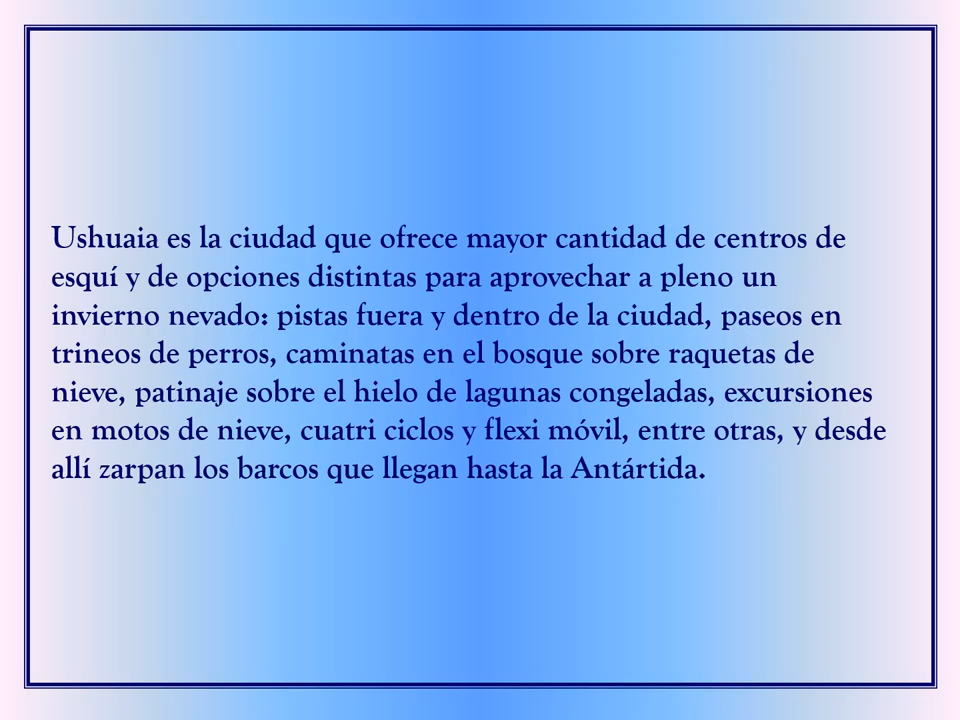 Ushuaia es la ciudad que ofrece mayor cantidad de centros de
esquí y de opciones distintas para aprovechar a pleno un
invierno nevado: pistas fuera y dentro de la ciudad, paseos en
trineos de perros, caminatas en el bosque sobre raquetas de
nieve, patinaje sobre el hielo de lagunas congeladas, excursiones
en motos de nieve, cuatri ciclos y flexi móvil, entre otras, y desde
allí zarpan los barcos que llegan hasta la Antártida.